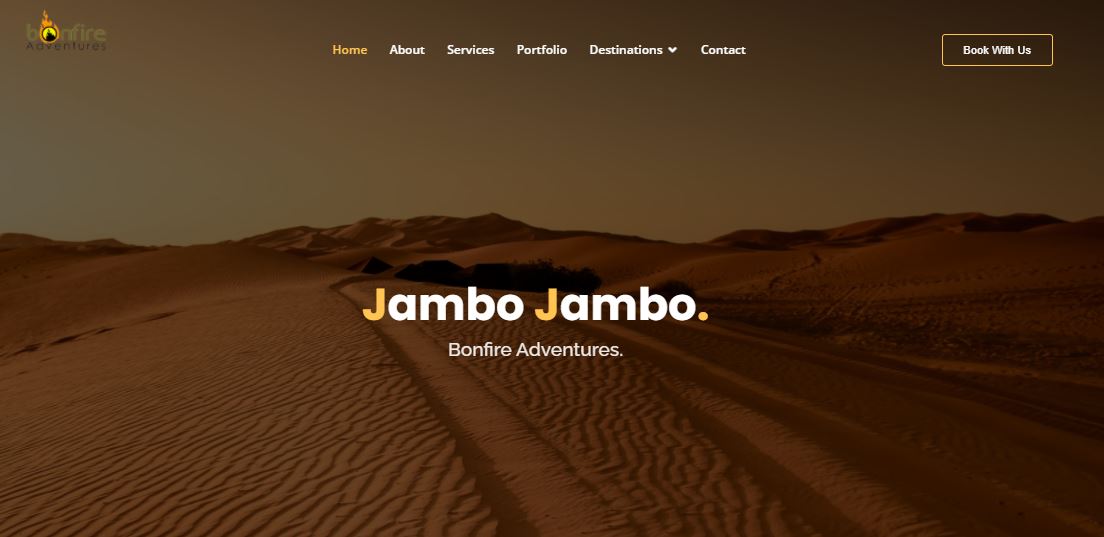 bonfire
Adventures
Home About Services Portfolio Destinations Contact
Book With Us
Jambo Jambo.
Bonfire Adventures.